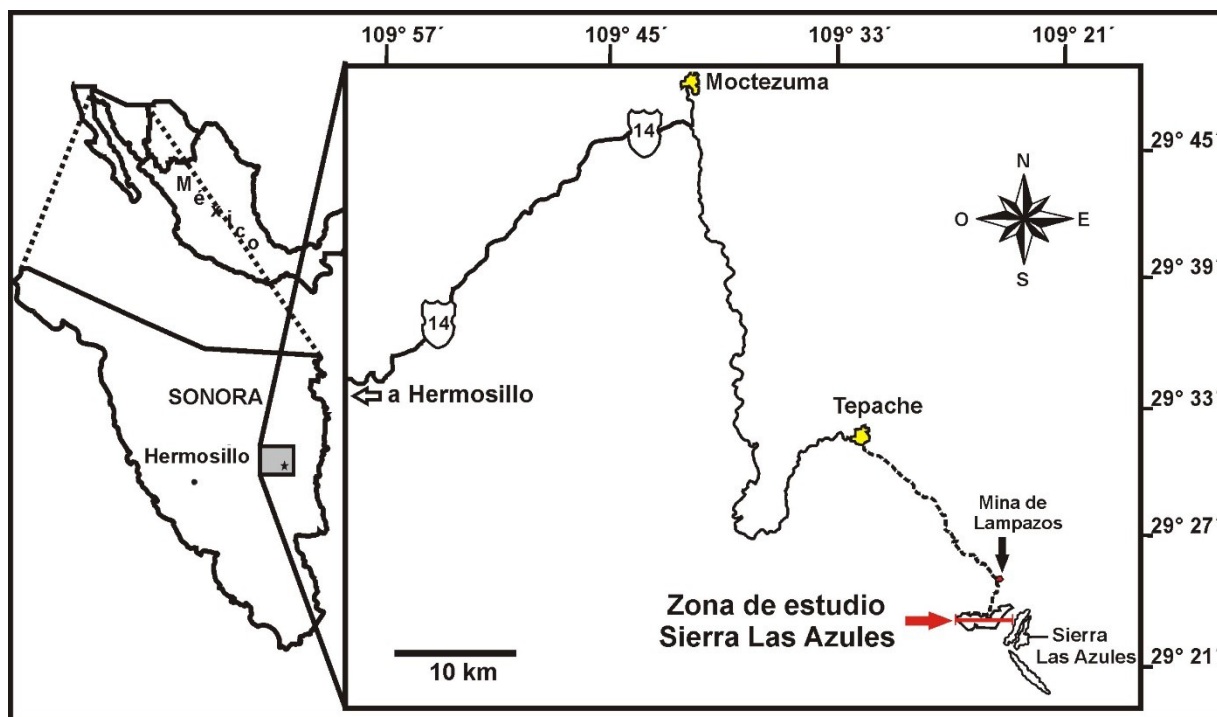 109° 57´
109° 45´
109° 33´
109° 21´
Moctezuma
14
29° 45´
México
N
O
E
S
29° 39´
14
SONORA
a Hermosillo
29° 33´
Tepache
Hermosillo
Mina de
Lampazos
29° 27´
Zona de estudio
Sierra Las Azules
Sierra
Las Azules
10 km
29° 21´